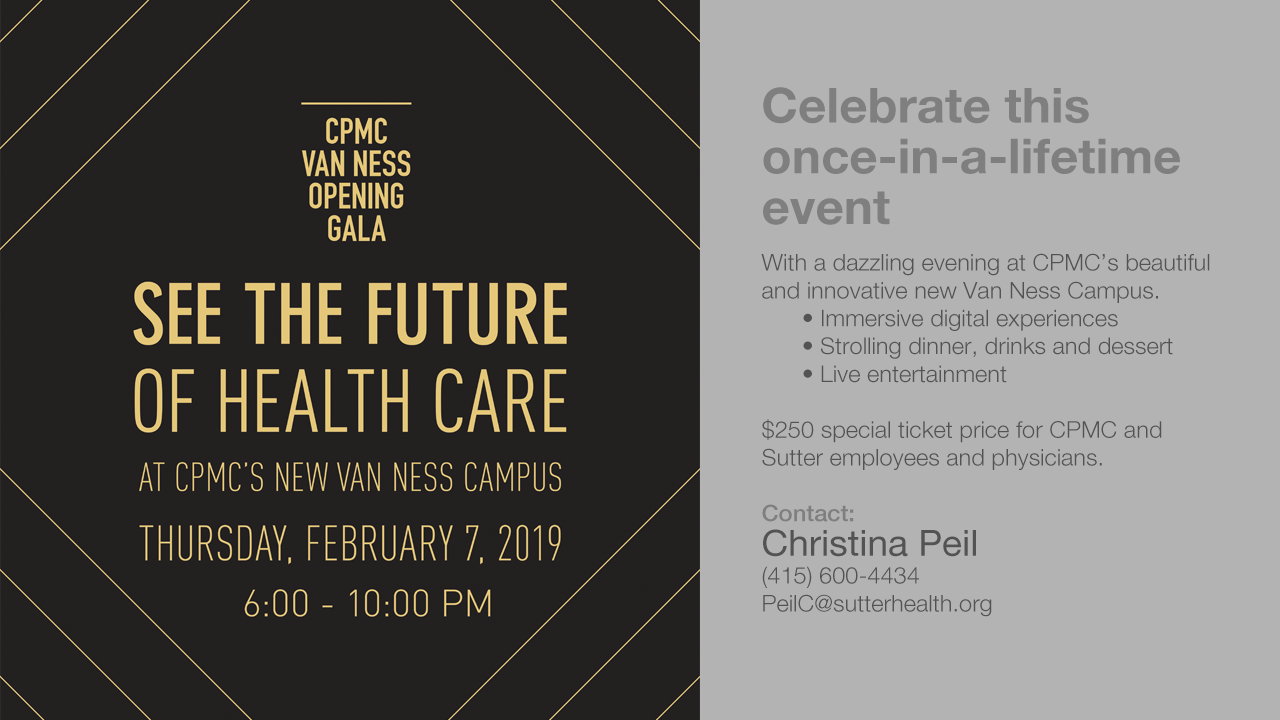 CPMC
VAN NESS
OPENING
GALA
SEE THE FUTURE
OF HEALTH CARE
AT CPMC'S NEW VAN NESS CAMPUS
THURSDAY, FEBRUARY 7, 2019
6:00 - 10:00 PM
Celebrate this
once-in-a-lifetime
event
With a dazzling evening at CPMC's beautiful
and innovative new Van Ness Campus.
• Immersive digital experiences
• Strolling dinner, drinks and dessert
• Live entertainment
$250 special ticket price for CPMC and
Sutter employees and physicians.
Contact:
Christina Peil
(415) 600-4434
PeilC@sutterhealth.org